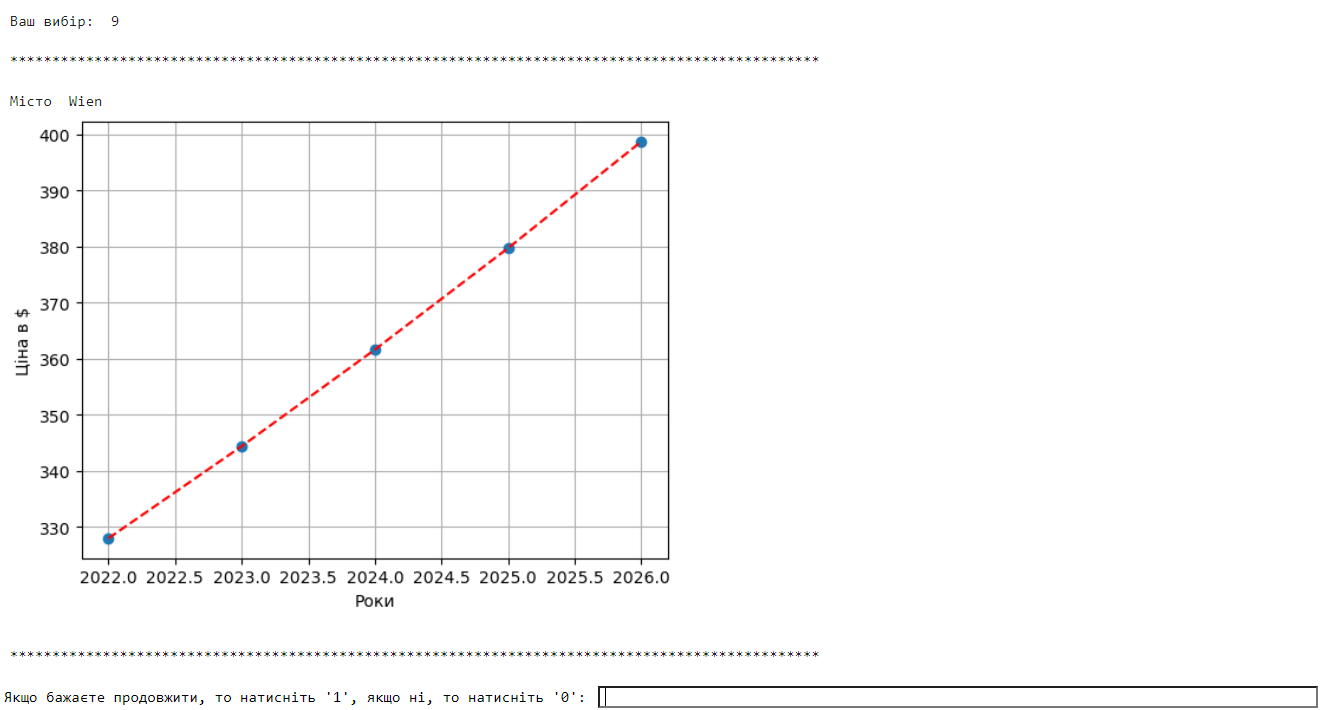 Ваш вибір:  9
*************************************************************************************************
Місто  Wien
400
390
380
370
360
350
340
330
Ціна в $
2022.0 2022.5 2023.0 2023.5 2024.0 2024.5 2025.0 2025.5 2026.0
Роки
*************************************************************************************************
Якщо бажаєте продовжити, то натисніть '1', якщо ні, то натисніть '0':